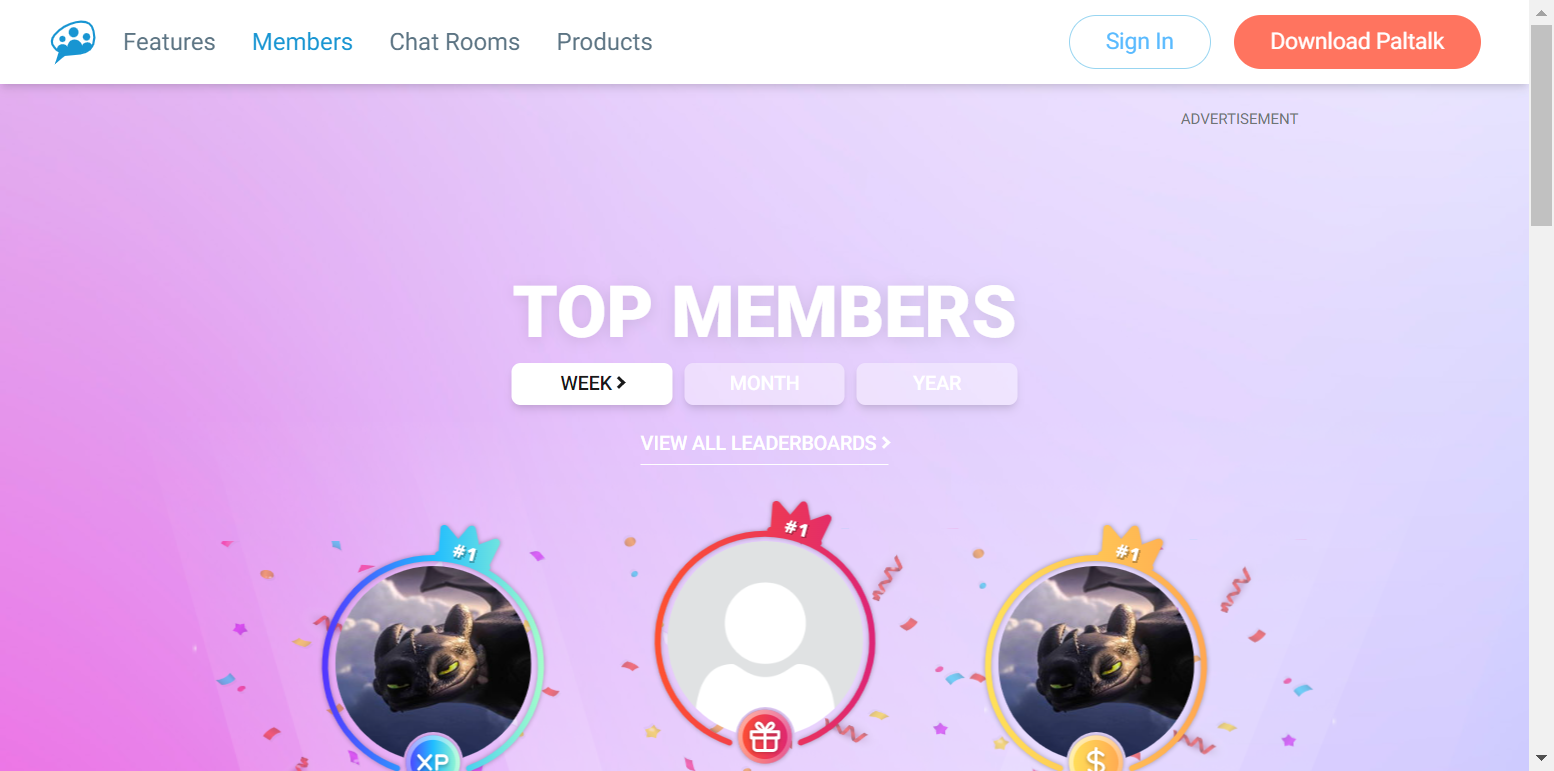 Features Members Chat Rooms Products Sign In Download Paltalk
ADVERTISEMENT
TOP MEMBERS
WEEK MONTH YEAR
VIEW ALL LEADERBOARDS
#1 #1 #1
XP $